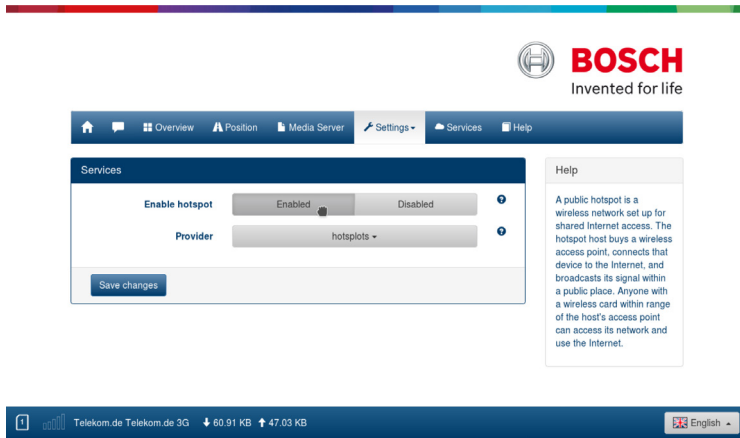 BOSCH
Invented for life
Overview Position Media Server Settings Services Help
Services
Enable hotspot Enabled Disabled
Provider hotsplots
Save changes
Help
A public hotspot is a
wireless network set up for
shared Internet access. The
hotspot host buys a wireless
access point, connects that
device to the Internet, and
broadcasts its signal within
a public place. Anyone with
a wireless card within range
of the host's access point
can access its network and
use the Internet.
1 Telekom.de Telekom.de 3G 60.91 KB 47.03 KB English